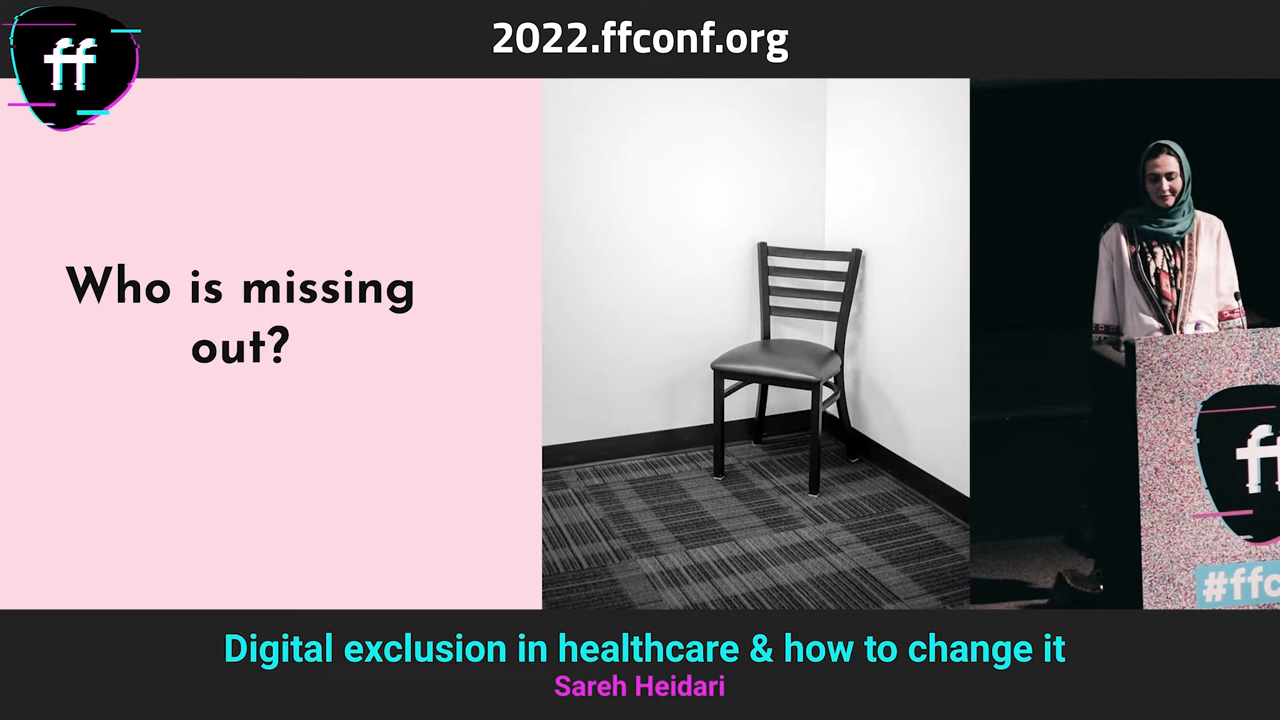 2022.ffconf.org
ff
Who is missing
out?
ff
#ffc
Digital exclusion in healthcare & how to change it
Sareh Heidari